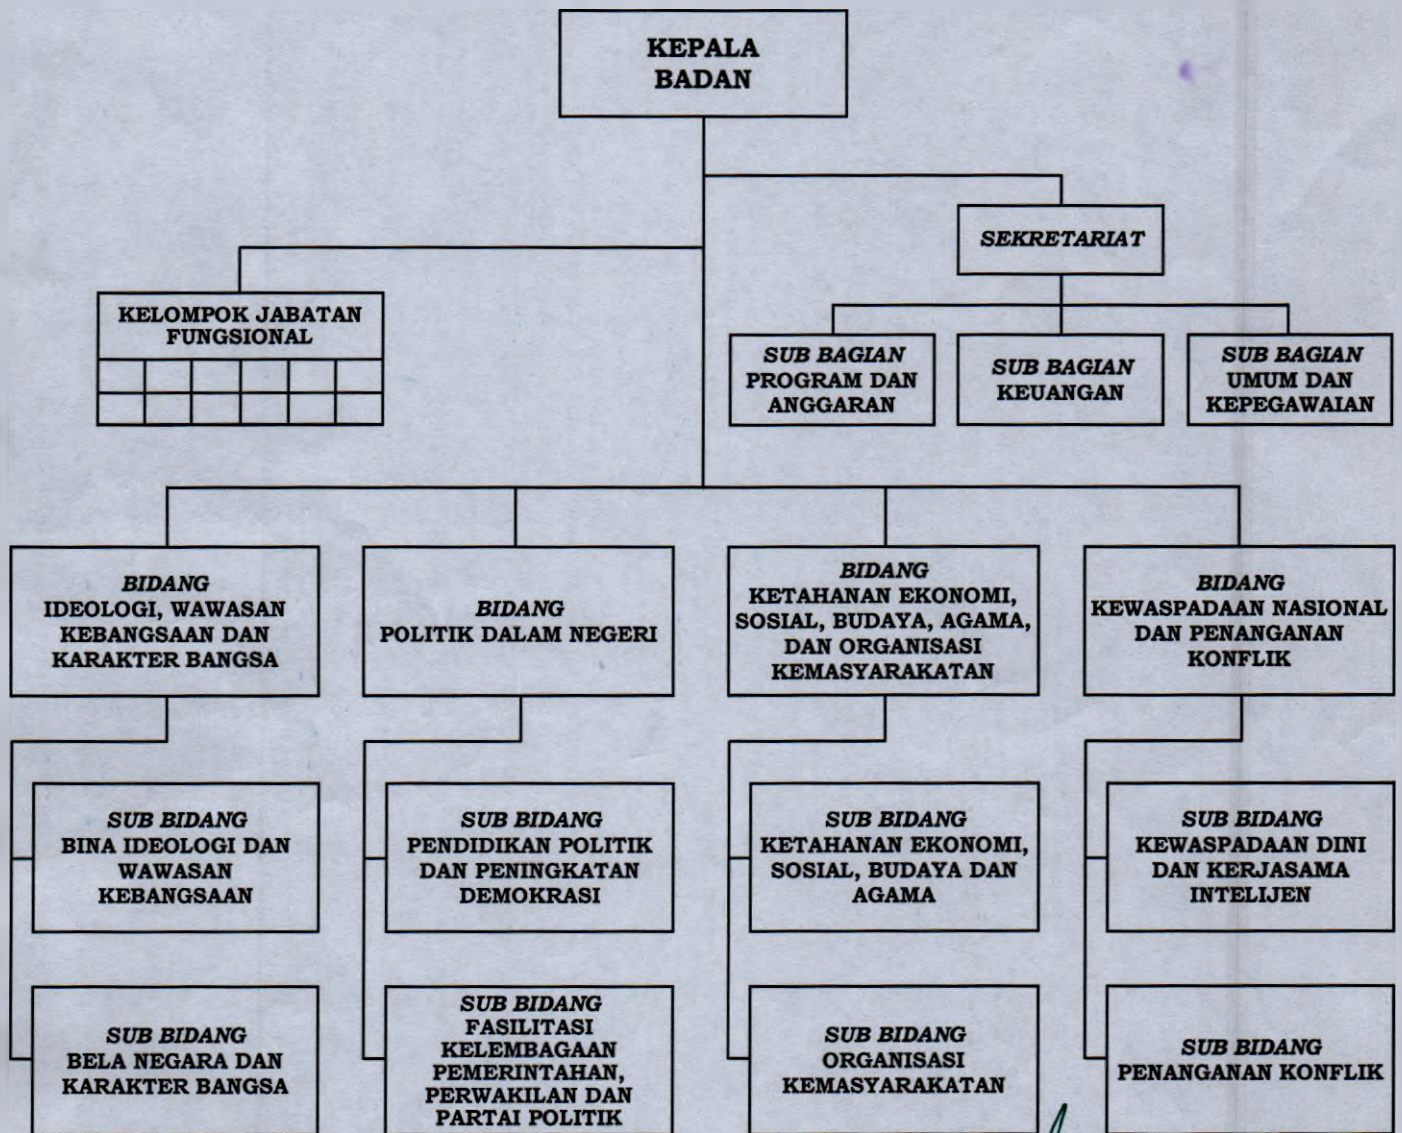 KEPALA
BADAN
SEKRETARIAT
KELOMPOK JABATAN
FUNGSIONAL
SUB BAGIAN
PROGRAM DAN
ANGGARAN
SUB BAGIAN
KEUANGAN
SUB BAGIAN
UMUM DAN
KEPEGAWAIAN
BIDANG
IDEOLOGI, WAWASAN
KEBANGSAAN DAN
KARAKTER BANGSA
BIDANG
POLITIK DALAM NEGERI
BIDANG
KETAHANAN EKONOMI,
SOSIAL, BUDAYA, AGAMA,
DAN ORGANISASI
KEMASYARAKATAN
BIDANG
KEWASPADAAN NASIONAL
DAN PENANGANAN
KONFLIK
SUB BIDANG
BINA IDEOLOGI DAN
WAWASAN
KEBANGSAAN
SUB BIDANG
PENDIDIKAN POLITIK
DAN PENINGKATAN
DEMOKRASI
SUB BIDANG
KETAHANAN EKONOMI,
SOSIAL, BUDAYA DAN
AGAMA
SUB BIDANG
KEWASPADAAN DINI
DAN KERJASAMA
INTELIJEN
SUB BIDANG
BELA NEGARA DAN
KARAKTER BANGSA
SUB BIDANG
FASILITASI
KELEMBAGAAN
PEMERINTAHAN,
PERWAKILAN DAN
PARTAI POLITIK
SUB BIDANG
ORGANISASI
KEMASYARAKATAN
SUB BIDANG
PENANGANAN KONFLIK